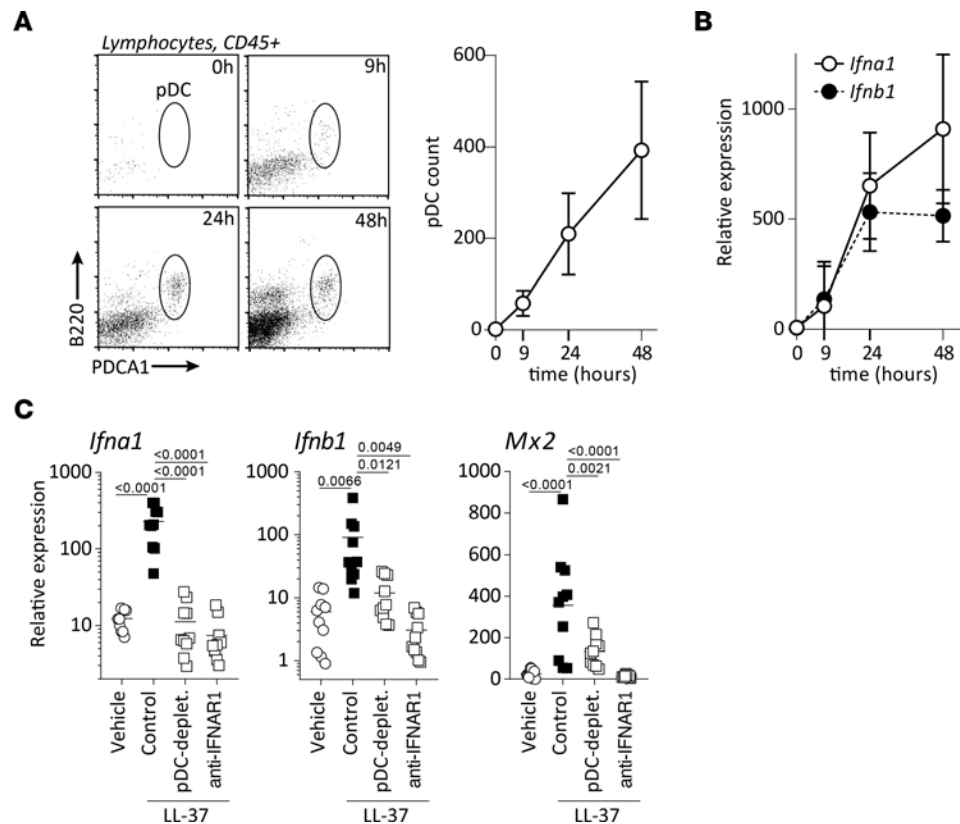 A
Lymphocytes, CD45+
0h
9h
pDC
24h
48h
B220
PDCA1
pDC count
600
400
200
0
0 9 24 48
time (hours)
B
Ifna1
Ifnb1
Relative expression
1000
500
0
0 9 24 48
time (hours)
C
Ifna1
<0.0001
<0.0001
<0.0001
Relative expression
1000
100
10
Vehicle
Control
pDC-deplet.
anti-IFNAR1
LL-37
Ifnb1
0.0049
0.0121
0.0066
1000
100
10
1
Vehicle
Control
pDC-deplet.
anti-IFNAR1
LL-37
Mx2
<0.0001
0.0021
<0.0001
1000
800
600
400
200
0
Vehicle
Control
pDC-deplet.
anti-IFNAR1
LL-37